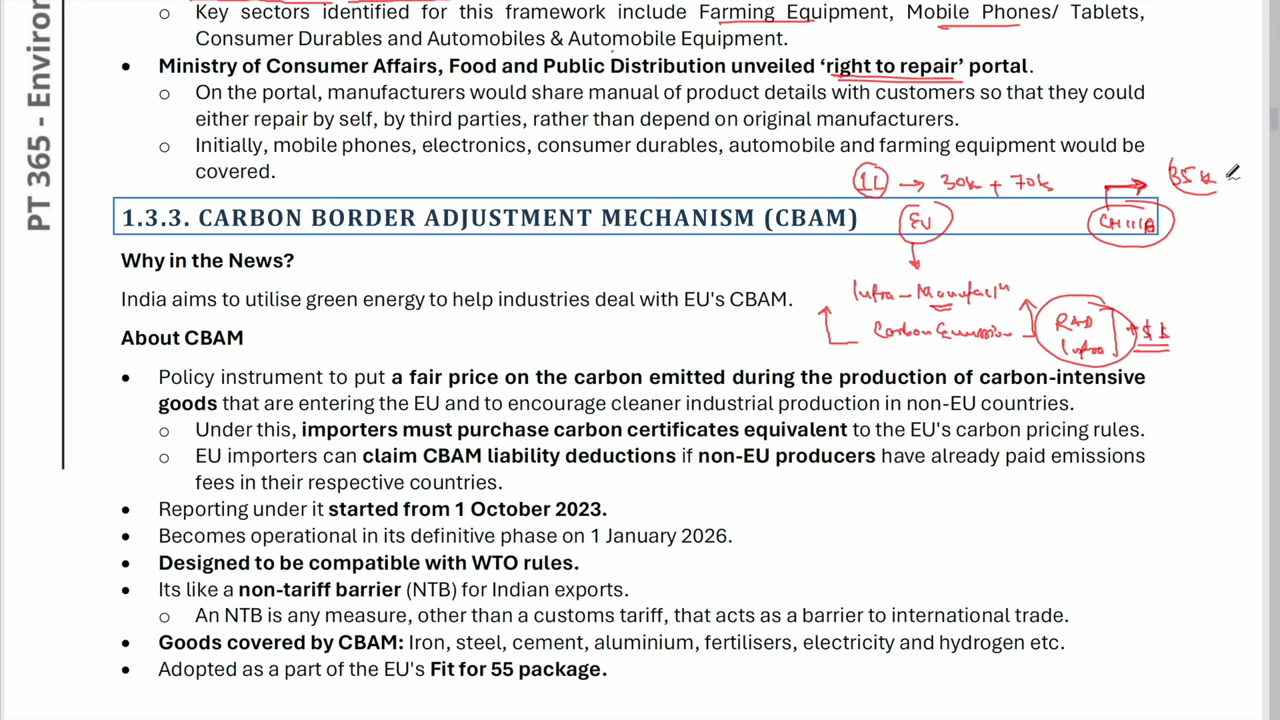 Key sectors identified for this framework include Farming Equipment, Mobile Phones/ Tablets,
Consumer Durables and Automobiles & Automobile Equipment.
Ministry of Consumer Affairs, Food and Public Distribution unveiled ‘right to repair’ portal.
On the portal, manufacturers would share manual of product details with customers so that they could
either repair by self, by third parties, rather than depend on original manufacturers.
Initially, mobile phones, electronics, consumer durables, automobile and farming equipment would be
covered.
1L → 30k + 70k
35k
1.3.3. CARBON BORDER ADJUSTMENT MECHANISM (CBAM)
EU
Why in the News?
India aims to utilise green energy to help industries deal with EU's CBAM.
Infra - Manufactn
Carbon Emission
R&D
Infra
About CBAM
Policy instrument to put a fair price on the carbon emitted during the production of carbon-intensive
goods that are entering the EU and to encourage cleaner industrial production in non-EU countries.
Under this, importers must purchase carbon certificates equivalent to the EU's carbon pricing rules.
EU importers can claim CBAM liability deductions if non-EU producers have already paid emissions
fees in their respective countries.
Reporting under it started from 1 October 2023.
Becomes operational in its definitive phase on 1 January 2026.
Designed to be compatible with WTO rules.
Its like a non-tariff barrier (NTB) for Indian exports.
An NTB is any measure, other than a customs tariff, that acts as a barrier to international trade.
Goods covered by CBAM: Iron, steel, cement, aluminium, fertilisers, electricity and hydrogen etc.
Adopted as a part of the EU's Fit for 55 package.
PT 365 - Environ